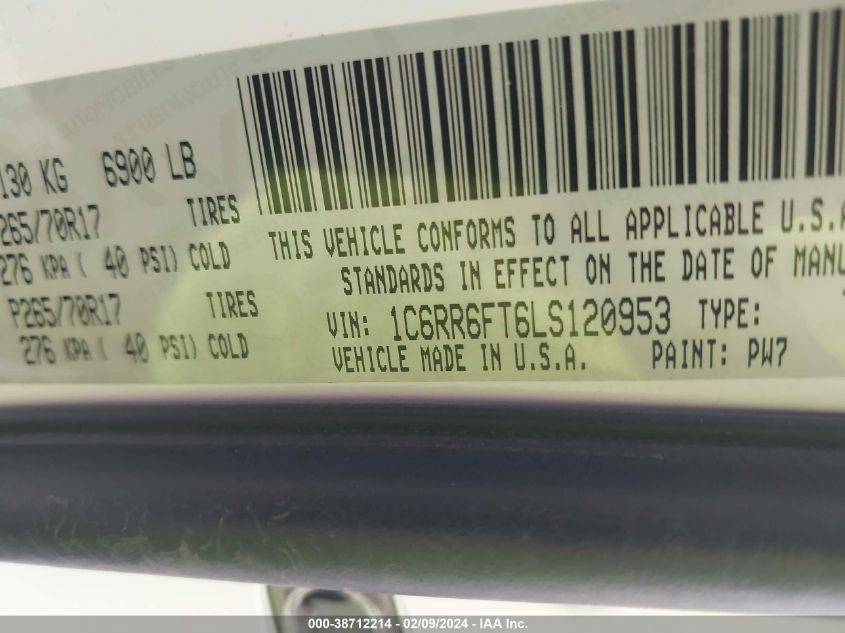 130 KG 6900 LB
P265/70R17 TIRES
276 KPA ( 40 PSI) COLD
P265/70R17 TIRES
276 KPA ( 40 PSI) COLD
THIS VEHICLE CONFORMS TO ALL APPLICABLE U.S.A
STANDARDS IN EFFECT ON THE DATE OF MANU
VIN: 1C6RR6FT6LS120953 TYPE:
VEHICLE MADE IN U.S.A. PAINT: PW7
000-38712214 - 02/09/2024 - IAA Inc.